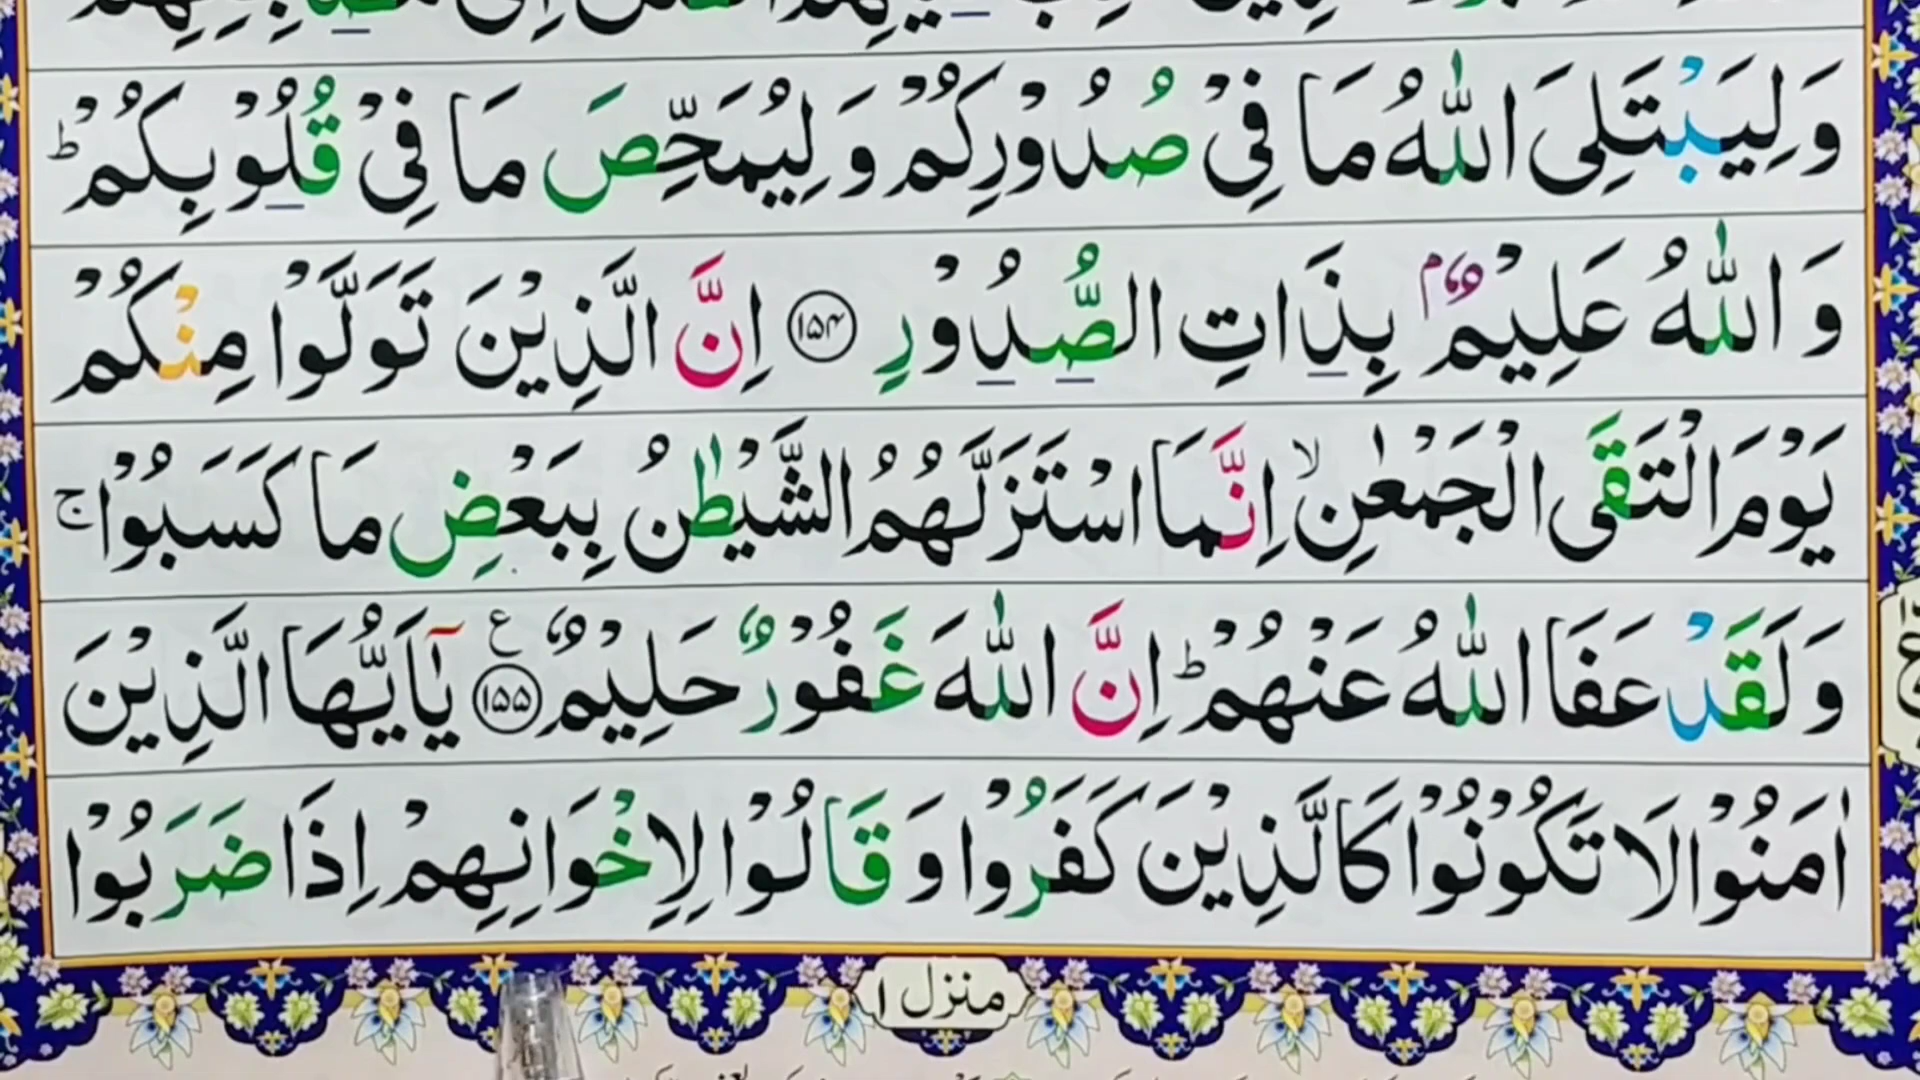 وَ لِيَبْتَلِيَ اللّٰهُ مَا فِيْ صُدُوْرِكُمْ وَ لِيُمَحِّصَ مَا فِيْ قُلُوْبِكُمْ ؕ
وَ اللّٰهُ عَلِيْمٌۢ بِذَاتِ الصُّدُوْرِ ﴿۱۵۴﴾ اِنَّ الَّذِيْنَ تَوَلَّوْا مِنْكُمْ
يَوْمَ الْتَقَى الْجَمْعٰنِ ۙ اِنَّمَا اسْتَزَلَّهُمُ الشَّيْطٰنُ بِبَعْضِ مَا كَسَبُوْا ۚ
وَ لَقَدْ عَفَا اللّٰهُ عَنْهُمْ ؕ اِنَّ اللّٰهَ غَفُوْرٌ حَلِيْمٌ ﴿۱۵۵﴾ ع يٰۤاَيُّهَا الَّذِيْنَ
اٰمَنُوْا لَا تَكُوْنُوْا كَالَّذِيْنَ كَفَرُوْا وَ قَالُوْا لِاِخْوَانِهِمْ اِذَا ضَرَبُوْا
منزل ۱